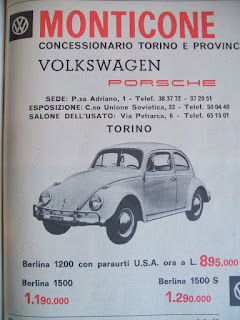 MONTICONE
CONCESSIONARIO TORINO E PROVINC
VOLKSWAGEN
PORSCHE
SEDE: P.za Adriano, 1 - Telef. 38 37 72 - 37 29 51
ESPOSIZIONE: C.so Unione Sovietica, 33 - Telef. 50 04 40
SALONE DELL'USATO: Via Petrarca, 6 - Telef. 65 15 01
TORINO
Berlina 1200 con paraurti U.S.A. ora a L. 895.000
Berlina 1500 Berlina 1500 S
1.190.000 1.290.000